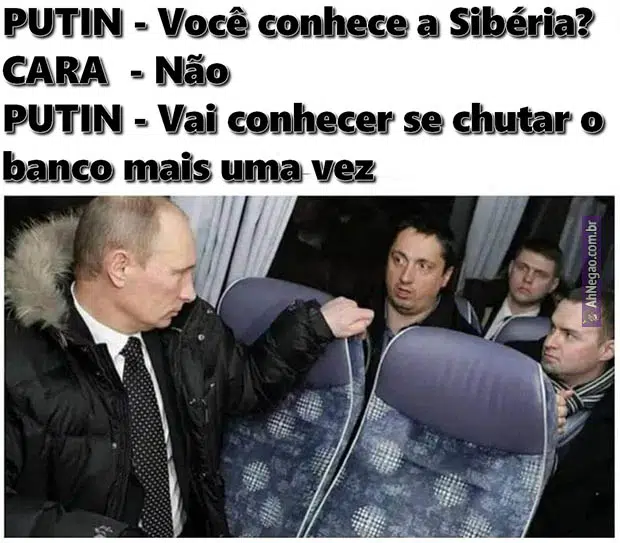 PUTIN - Você conhece a Sibéria?
CARA - Não
PUTIN - Vai conhecer se chutar o
banco mais uma vez
AhNegao.com.br